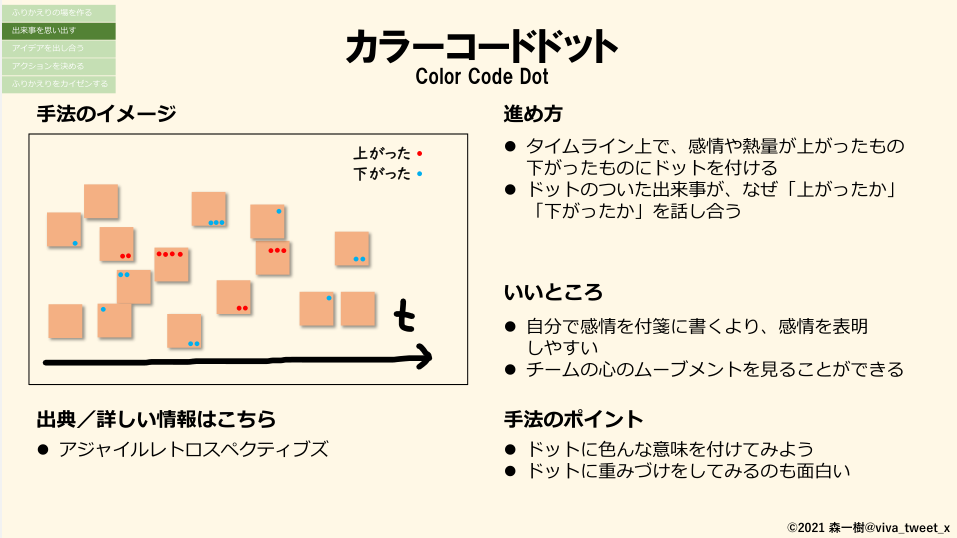 ふりかえりの場を作る
出来事を思い出す
アイデアを出し合う
アクションを決める
ふりかえりをカイゼンする
カラーコードドット
Color Code Dot
手法のイメージ
上がった
下がった
t
出典／詳しい情報はこちら
● アジャイルレトロスペクティブズ
進め方
● タイムライン上で、感情や熱量が上がったもの
下がったものにドットを付ける
● ドットのついた出来事が、なぜ「上がったか」
「下がったか」を話し合う
いいところ
● 自分で感情を付箋に書くより、感情を表明
しやすい
● チームの心のムーブメントを見ることができる
手法のポイント
● ドットに色んな意味を付けてみよう
● ドットに重みづけをしてみるのも面白い
©2021 森一樹@viva_tweet_x